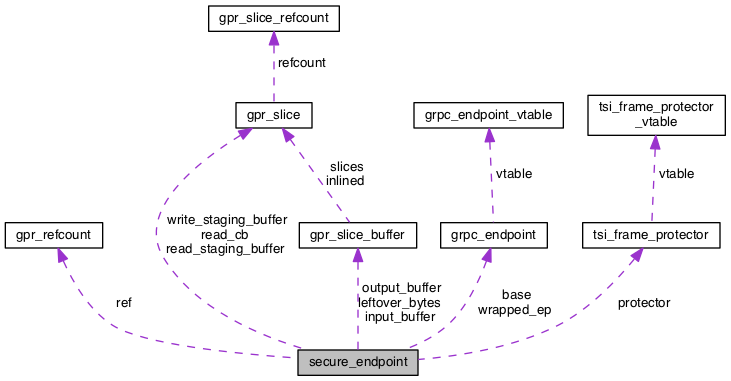 gpr_slice_refcount
refcount
gpr_slice
grpc_endpoint_vtable
tsi_frame_protector
_vtable
slices
inlined
vtable
vtable
write_staging_buffer
read_cb
read_staging_buffer
gpr_refcount
gpr_slice_buffer
grpc_endpoint
tsi_frame_protector
ref
output_buffer
leftover_bytes
input_buffer
base
wrapped_ep
protector
secure_endpoint